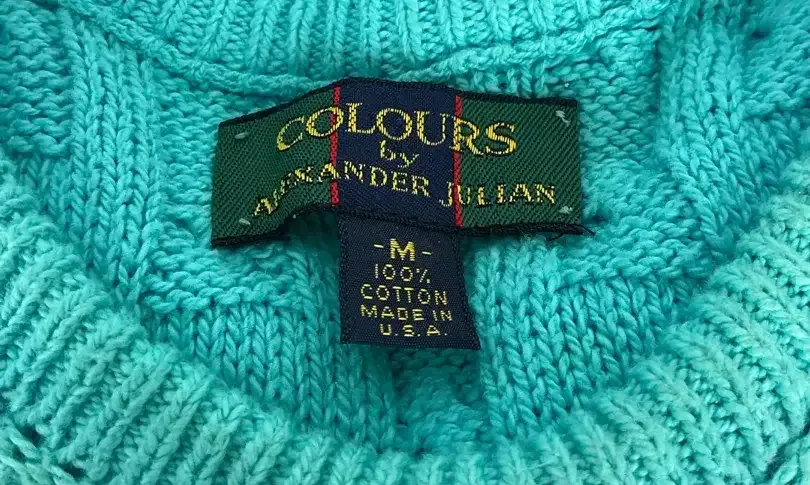 COLOURS
by
ALEXANDER JULIAN
-M-
100%
COTTON
MADE IN
U.S.A.